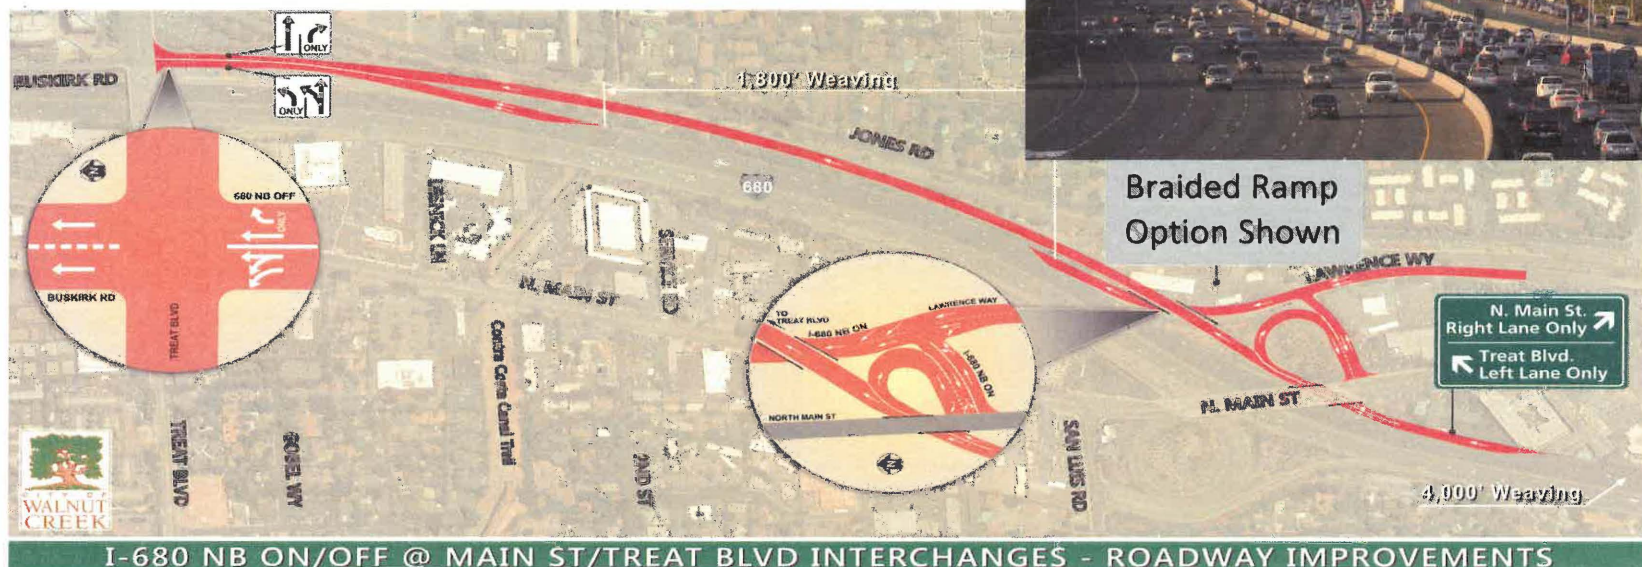 ONLY
ONLY
BUSKIRK RD
1,800' Weaving
JONES RD
680
Braided Ramp
Option Shown
680 NB OFF
ONLY
BUSKIRK RD
TREAT BLVD
N. MAIN ST
SERVICE RD
Contra Costa Canal Trail
LAWRENCE WY
TO
TREAT BLVD
I-680 NB ON
LAWRENCE WAY
I-680 NB ON
NORTH MAIN ST
N
N. Main St.
Right Lane Only
Treat Blvd.
Left Lane Only
N. MAIN ST
TREAT BLVD
2ND ST
SAN LUIS RD
4,000' Weaving
CITY OF
WALNUT
CREEK
I-680 NB ON/OFF @ MAIN ST/TREAT BLVD INTERCHANGES - ROADWAY IMPROVEMENTS